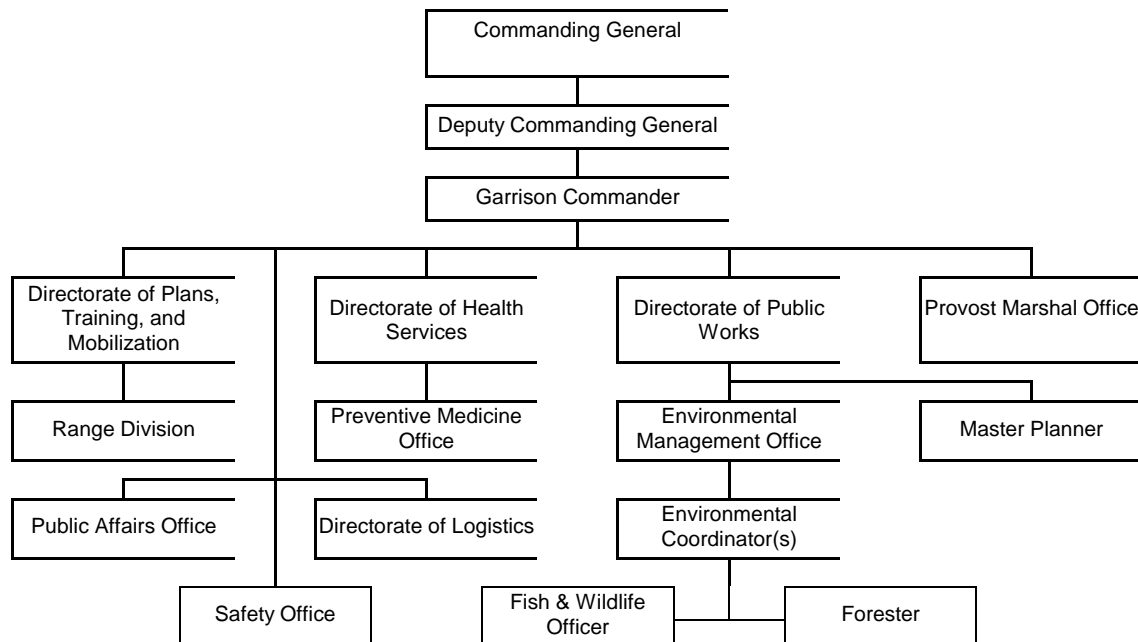 Commanding General
Deputy Commanding General
Garrison Commander
Directorate of Plans,
Training, and
Mobilization
Directorate of Health
Services
Directorate of Public
Works
Provost Marshal Office
Range Division
Preventive Medicine
Office
Environmental
Management Office
Master Planner
Public Affairs Office
Directorate of Logistics
Environmental
Coordinator(s)
Safety Office
Fish & Wildlife
Officer
Forester